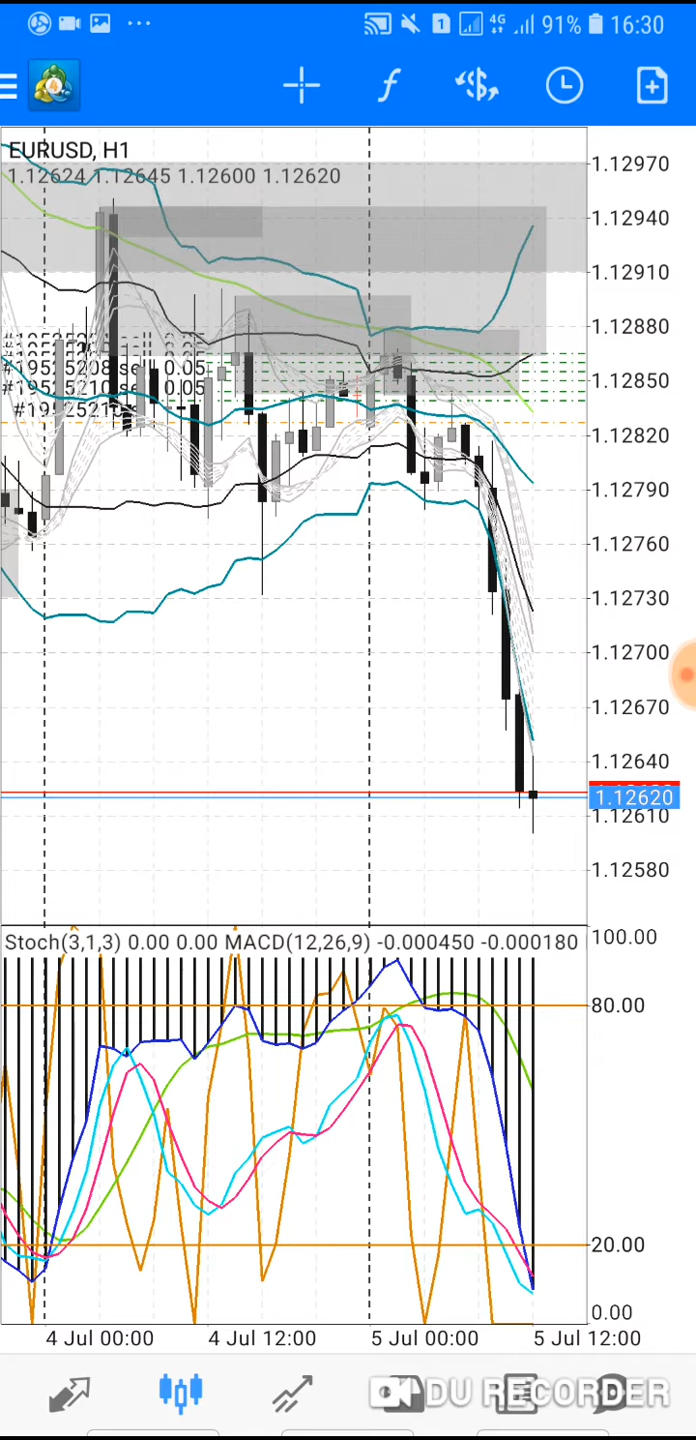 4G 91% 16:30
EURUSD, H1
1.12624 1.12645 1.12600 1.12620
1.12970
1.12940
1.12910
1.12880
1.12850
1.12820
1.12790
1.12760
1.12730
1.12700
1.12670
1.12640
1.12620
1.12610
1.12580
sell 0.05
sell 0.05
Stoch(3,1,3) 0.00 0.00 MACD(12,26,9) -0.000450 -0.000180
100.00
80.00
20.00
0.00
4 Jul 00:00 4 Jul 12:00 5 Jul 00:00 5 Jul 12:00
DU RECORDER